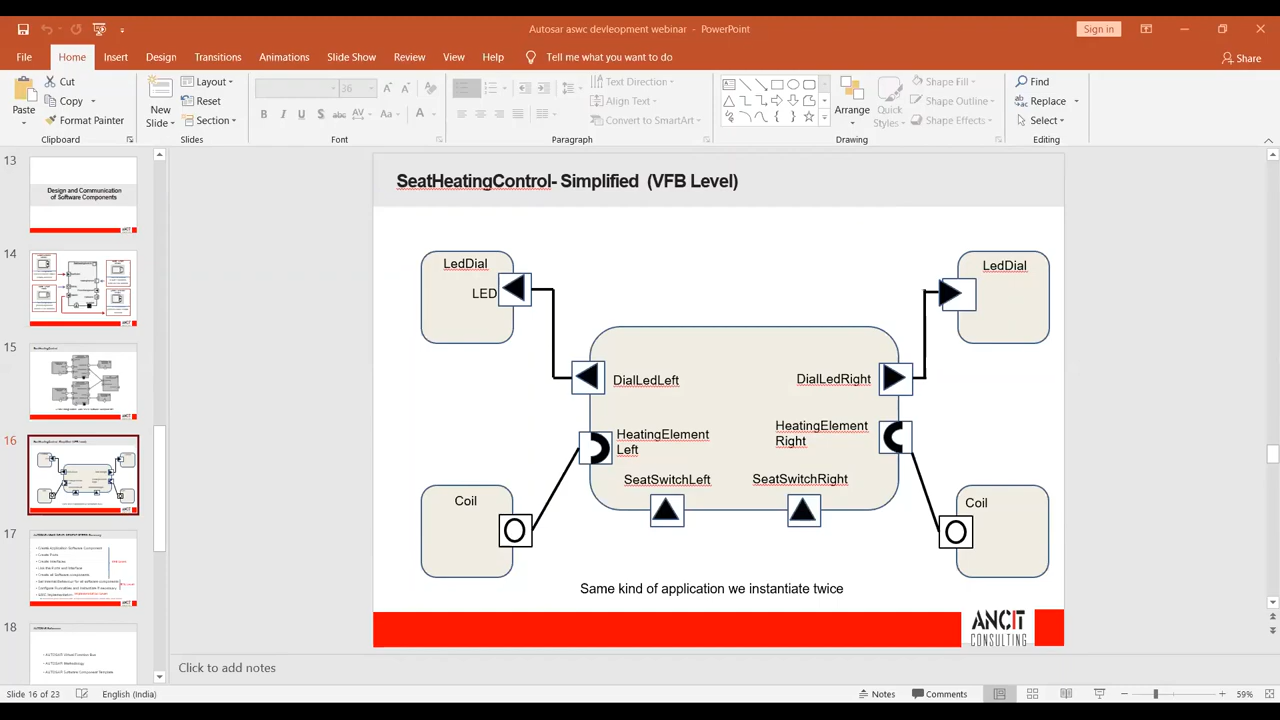 Autosar aswc devleopment webinar - PowerPoint
Sign in
File
Home
Insert
Design
Transitions
Animations
Slide Show
Review
View
Help
Tell me what you want to do
Share
Paste
Cut
Copy
Format Painter
Clipboard
New
Slide
Layout
Reset
Section
Slides
36
B I U S abc AV Aa A
Font
Text Direction
Align Text
Convert to SmartArt
Paragraph
Arrange
Quick
Styles
Shape Fill
Shape Outline
Shape Effects
Drawing
Find
Replace
Select
Editing
13
Design and Communication
of Software Components
14
15
16
17
18
SeatHeatingControl- Simplified (VFB Level)
LedDial
LED
LedDial
DialLedLeft
DialLedRight
HeatingElement
Left
HeatingElement
Right
SeatSwitchLeft
SeatSwitchRight
Coil
Coil
Same kind of application we instantiate twice
ANCIT
CONSULTING
Click to add notes
Slide 16 of 23
English (India)
Notes
Comments
59%